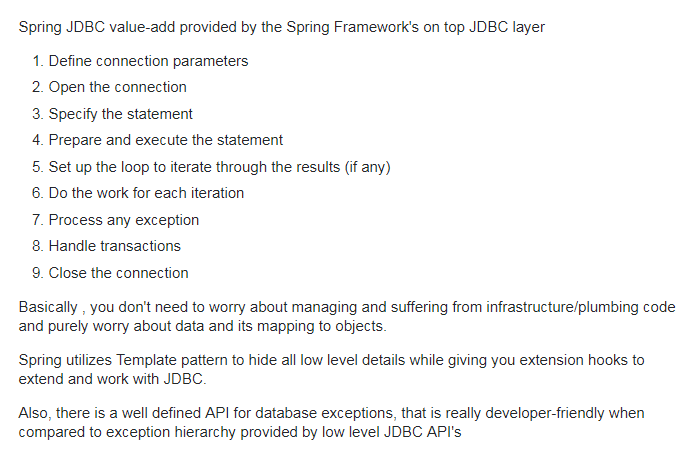 Spring JDBC value-add provided by the Spring Framework's on top JDBC layer
1. Define connection parameters
2. Open the connection
3. Specify the statement
4. Prepare and execute the statement
5. Set up the loop to iterate through the results (if any)
6. Do the work for each iteration
7. Process any exception
8. Handle transactions
9. Close the connection
Basically , you don't need to worry about managing and suffering from infrastructure/plumbing code
and purely worry about data and its mapping to objects.
Spring utilizes Template pattern to hide all low level details while giving you extension hooks to
extend and work with JDBC.
Also, there is a well defined API for database exceptions, that is really developer-friendly when
compared to exception hierarchy provided by low level JDBC API's